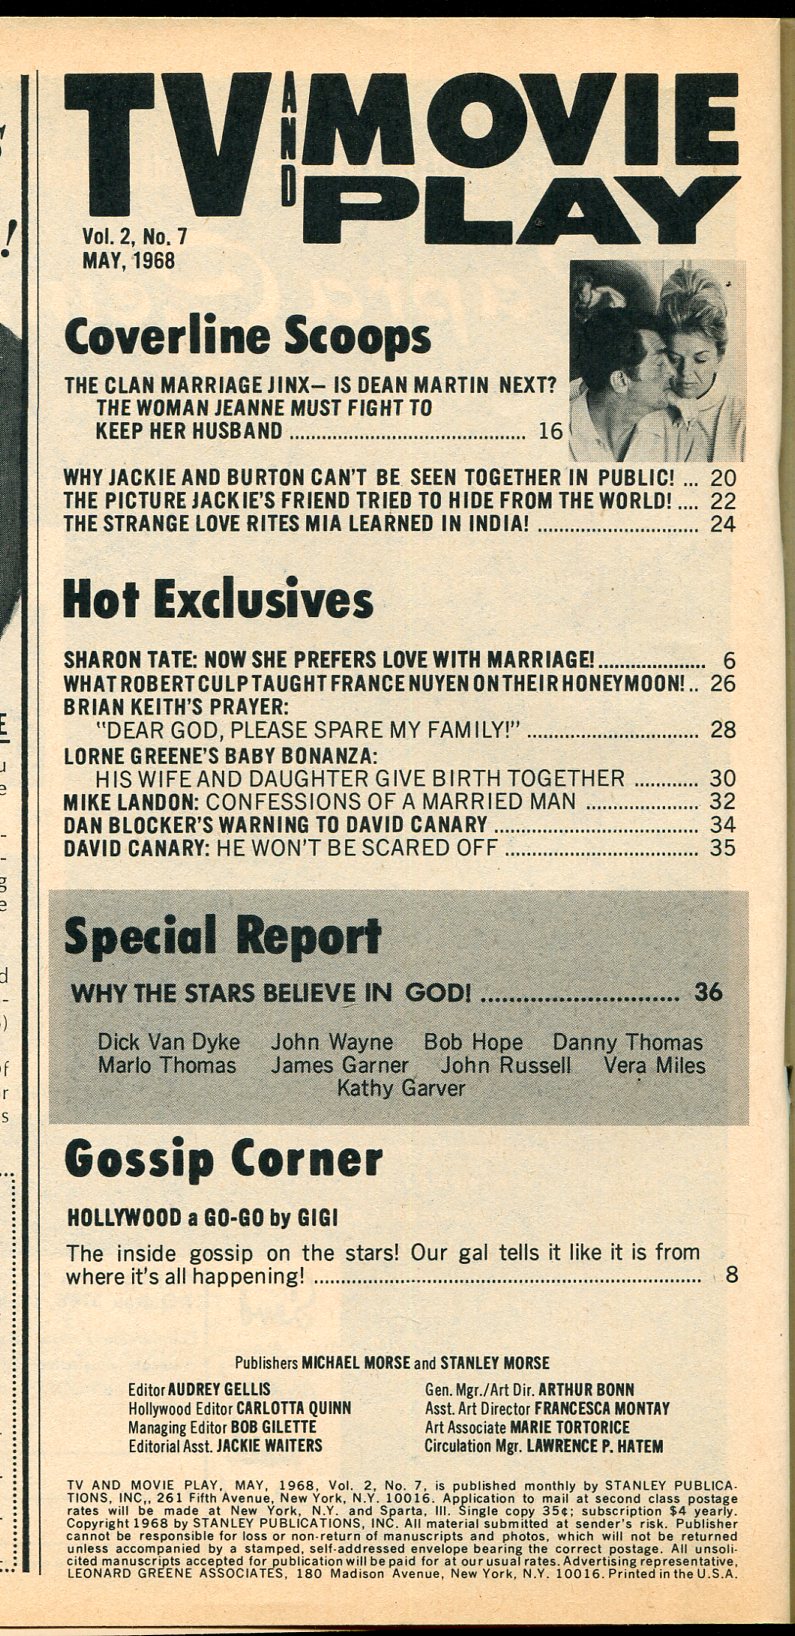 TV AND MOVIE
PLAY
Vol. 2, No. 7
MAY, 1968
Coverline Scoops
THE CLAN MARRIAGE JINX— IS DEAN MARTIN NEXT?
THE WOMAN JEANNE MUST FIGHT TO
KEEP HER HUSBAND ........................................... 16
WHY JACKIE AND BURTON CAN'T BE SEEN TOGETHER IN PUBLIC! ... 20
THE PICTURE JACKIE'S FRIEND TRIED TO HIDE FROM THE WORLD! .... 22
THE STRANGE LOVE RITES MIA LEARNED IN INDIA! .............................. 24
Hot Exclusives
SHARON TATE: NOW SHE PREFERS LOVE WITH MARRIAGE! .................... 6
WHAT ROBERT CULP TAUGHT FRANCE NUYEN ON THEIR HONEYMOON! .. 26
BRIAN KEITH'S PRAYER:
"DEAR GOD, PLEASE SPARE MY FAMILY!" ................................ 28
LORNE GREENE'S BABY BONANZA:
HIS WIFE AND DAUGHTER GIVE BIRTH TOGETHER ............ 30
MIKE LANDON: CONFESSIONS OF A MARRIED MAN ..................... 32
DAN BLOCKER'S WARNING TO DAVID CANARY ...................................... 34
DAVID CANARY: HE WON'T BE SCARED OFF .................................... 35
Special Report
WHY THE STARS BELIEVE IN GOD! ............................ 36
Dick Van Dyke John Wayne Bob Hope Danny Thomas
Marlo Thomas James Garner John Russell Vera Miles
Kathy Garver
Gossip Corner
HOLLYWOOD a GO-GO by GIGI
The inside gossip on the stars! Our gal tells it like it is from
where it's all happening! ........................................................................ 8
Publishers MICHAEL MORSE and STANLEY MORSE
Editor AUDREY GELLIS
Hollywood Editor CARLOTTA QUINN
Managing Editor BOB GILETTE
Editorial Asst. JACKIE WAITERS
Gen. Mgr./Art Dir. ARTHUR BONN
Asst. Art Director FRANCESCA MONTAY
Art Associate MARIE TORTORICE
Circulation Mgr. LAWRENCE P. HATEM
TV AND MOVIE PLAY, MAY, 1968, Vol. 2, No. 7, is published monthly by STANLEY PUBLICA-
TIONS, INC,, 261 Fifth Avenue, New York, N.Y. 10016. Application to mail at second class postage
rates will be made at New York, N.Y. and Sparta, Ill. Single copy 35¢; subscription $4 yearly.
Copyright 1968 by STANLEY PUBLICATIONS, INC. All material submitted at sender's risk. Publisher
cannot be responsible for loss or non-return of manuscripts and photos, which will not be returned
unless accompanied by a stamped, self-addressed envelope bearing the correct postage. All unsoli-
cited manuscripts accepted for publication will be paid for at our usual rates. Advertising representative,
LEONARD GREENE ASSOCIATES, 180 Madison Avenue, New York, N.Y. 10016. Printed in the U.S.A.